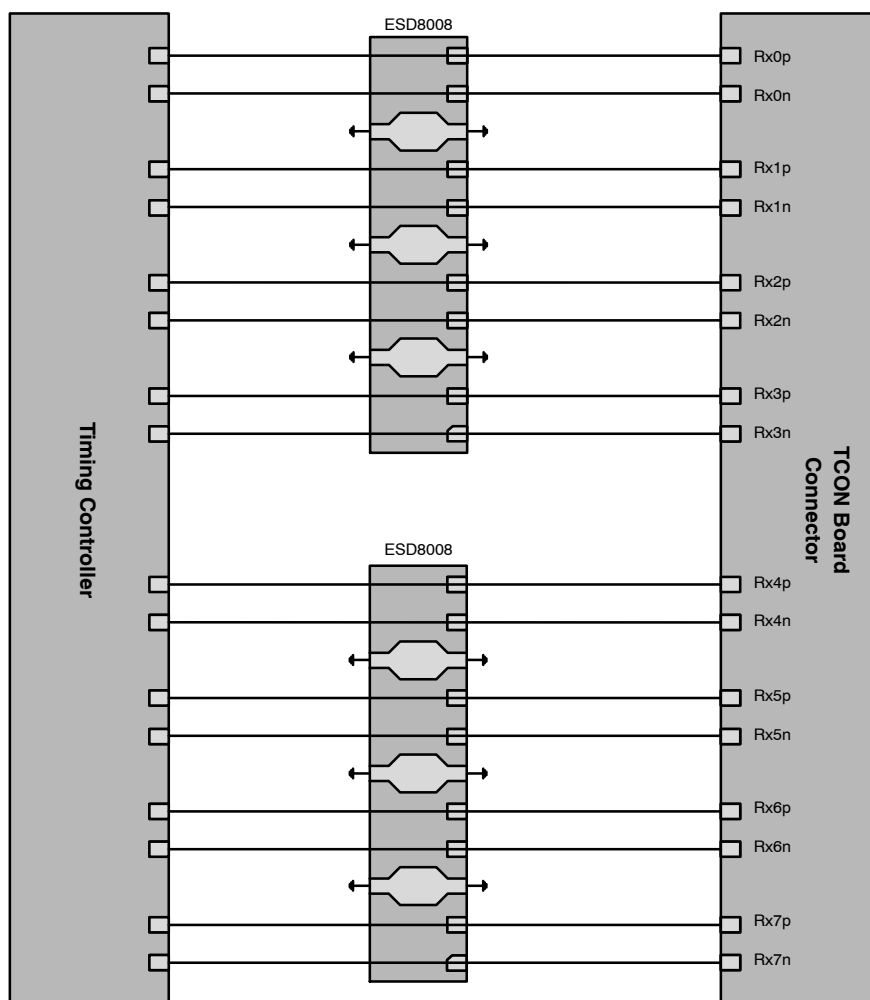 ESD8008
Rx0p
Rx0n
Rx1p
Rx1n
Rx2p
Rx2n
Rx3p
Rx3n
Timing Controller
TCON Board
Connector
ESD8008
Rx4p
Rx4n
Rx5p
Rx5n
Rx6p
Rx6n
Rx7p
Rx7n